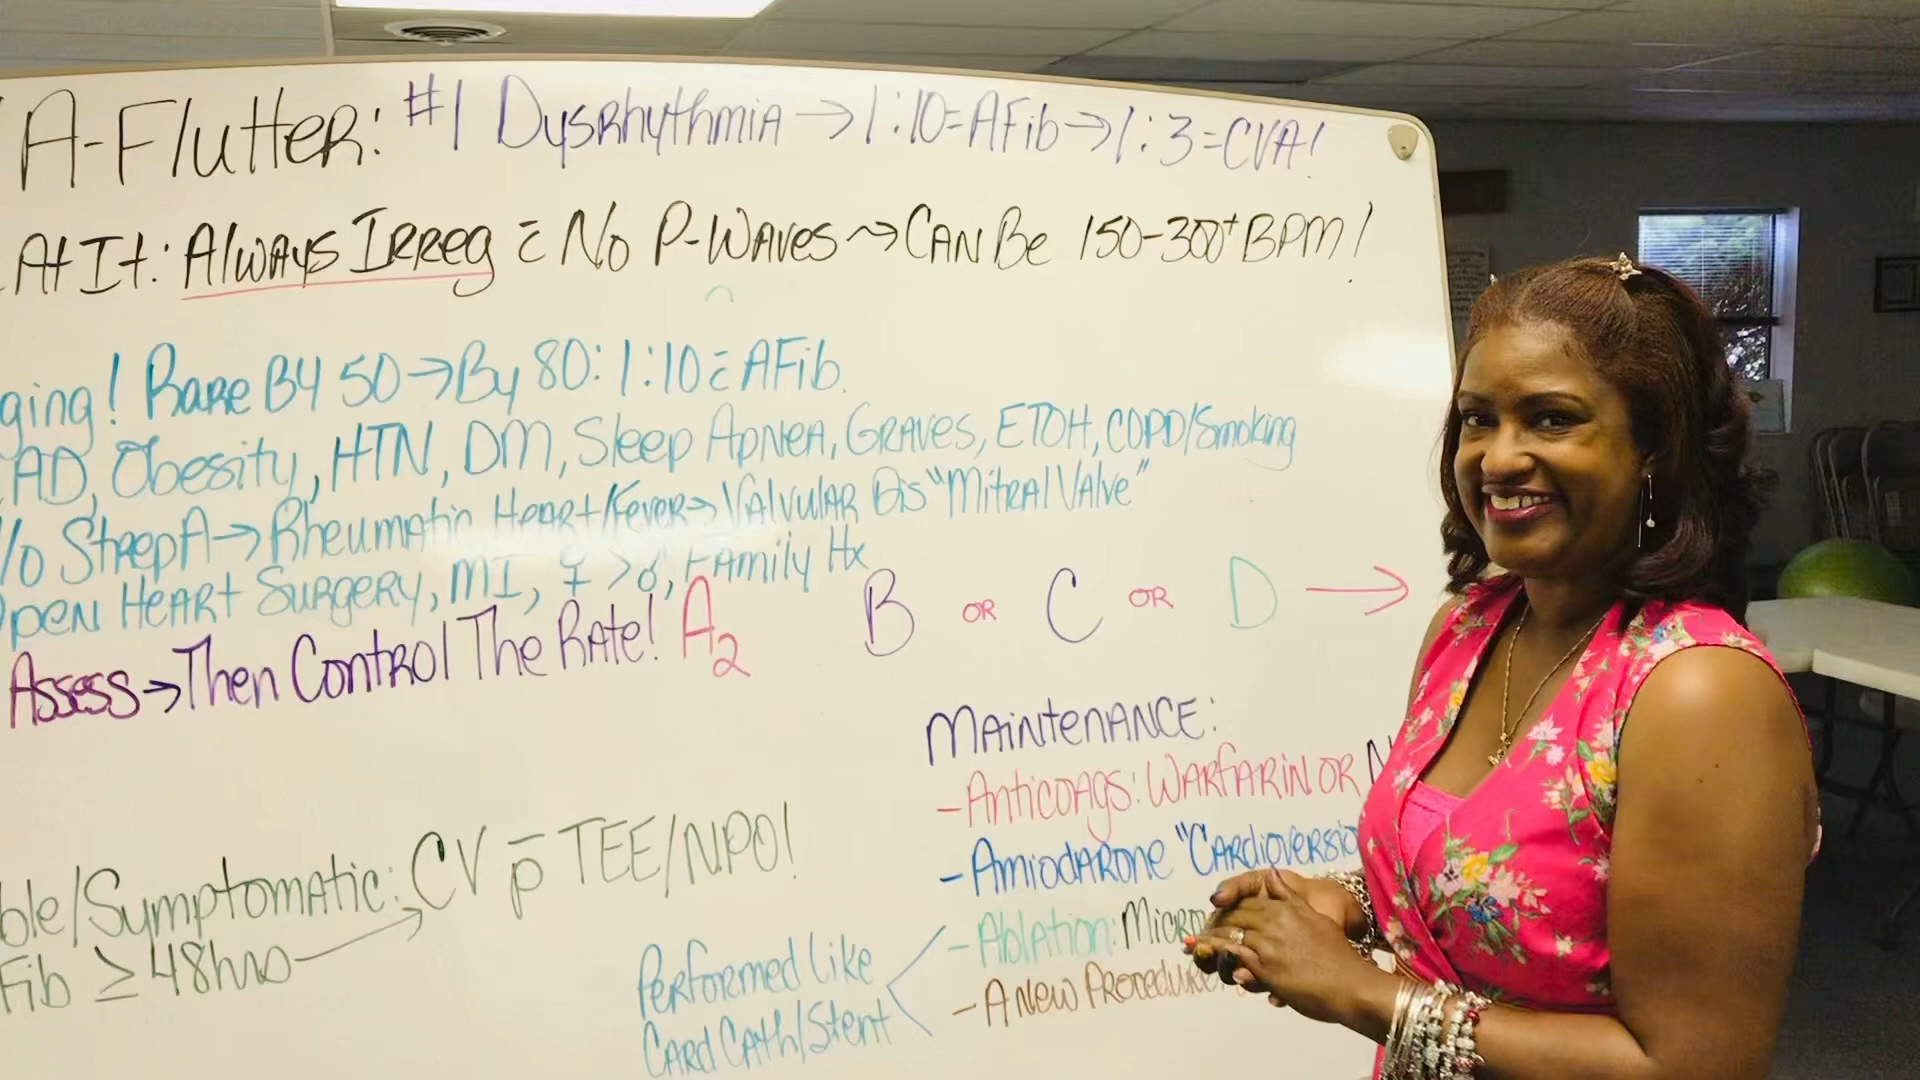 A-Flutter: #1 Dysrhythmia → 1:10 = AFib → 1:3 = CVA!
At It: Always Irreg c̄ No P-Waves → Can Be 150-300+ BPM!
ging! Rare By 50 → By 80: 1:10 c̄ AFib
AD, Obesity, HTN, DM, Sleep Apnea, Graves, ETOH, COPD/Smoking
/o Strep A → Rheumatic Heart/Fever → Valvular Dis "Mitral Valve"
Open Heart Surgery, MI, ♀ > ♂, Family Hx
Assess → Then Control The Rate! A2 B or C or D →
Maintenance:
- Anticoags: Warfarin or N
- Amiodarone "Cardioversio
ble/Symptomatic: CV p̄ TEE/NPO!
Fib ≥ 48hrs
- Ablation: Micro
- A New Procedure
Performed Like
Card Cath/Stent